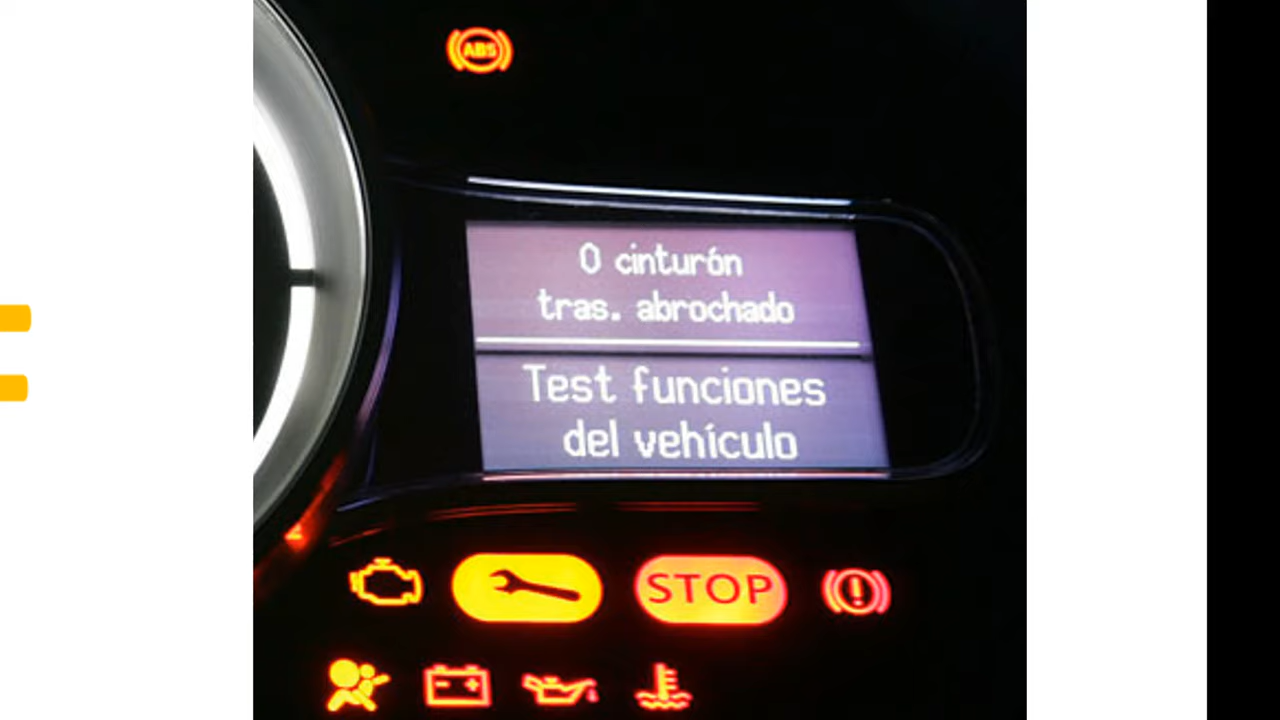 ABS
0 cinturón
tras. abrochado
Test funciones
del vehículo
STOP